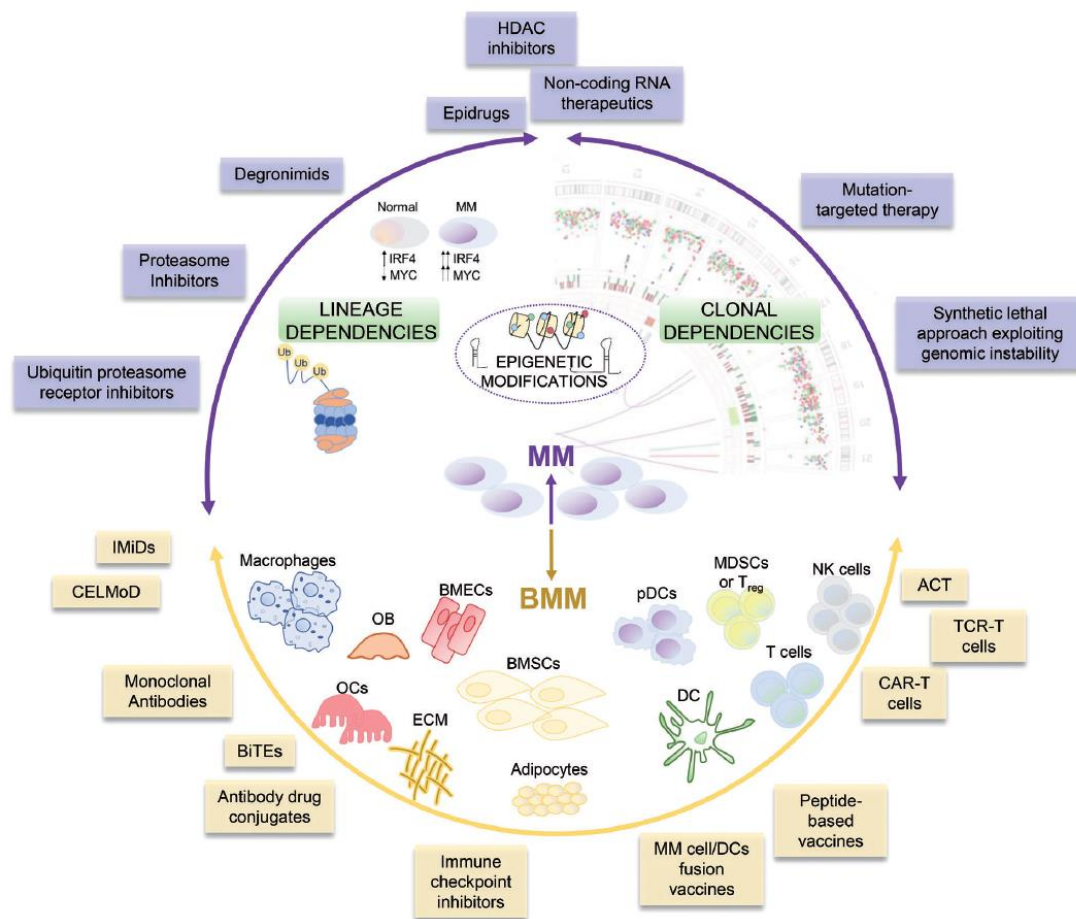 HDAC
inhibitors
Non-coding RNA
therapeutics
Epidrugs
Degronimids
Mutation-
targeted therapy
Normal
MM
IRF4
MYC
IRF4
MYC
Proteasome
Inhibitors
LINEAGE
DEPENDENCIES
CLONAL
DEPENDENCIES
Synthetic lethal
approach exploiting
genomic instability
EPIGENETIC
MODIFICATIONS
Ub
Ub
Ub
Ubiquitin proteasome
receptor inhibitors
MM
IMiDs
CELMoD
Macrophages
OB
BMECs
BMM
pDCs
MDSCs
or Treg
NK cells
ACT
TCR-T
cells
BMSCs
T cells
CAR-T
cells
Monoclonal
Antibodies
OCs
ECM
DC
BiTEs
Adipocytes
Antibody drug
conjugates
Peptide-
based
vaccines
Immune
checkpoint
inhibitors
MM cell/DCs
fusion
vaccines